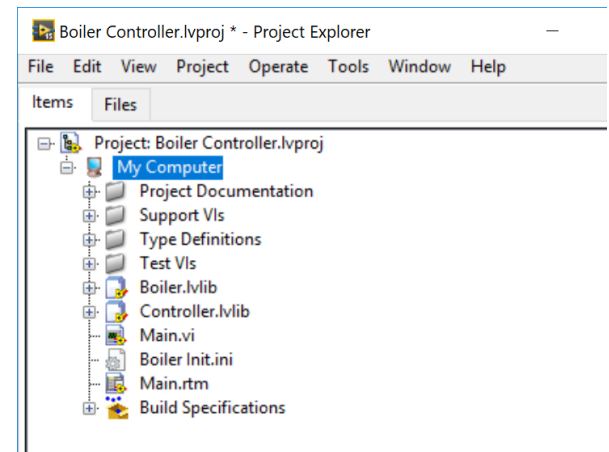 Boiler Controller.lvproj * - Project Explorer
File Edit View Project Operate Tools Window Help
Items Files
Project: Boiler Controller.lvproj
My Computer
Project Documentation
Support VIs
Type Definitions
Test VIs
Boiler.lvlib
Controller.lvlib
Main.vi
Boiler Init.ini
Main.rtm
Build Specifications